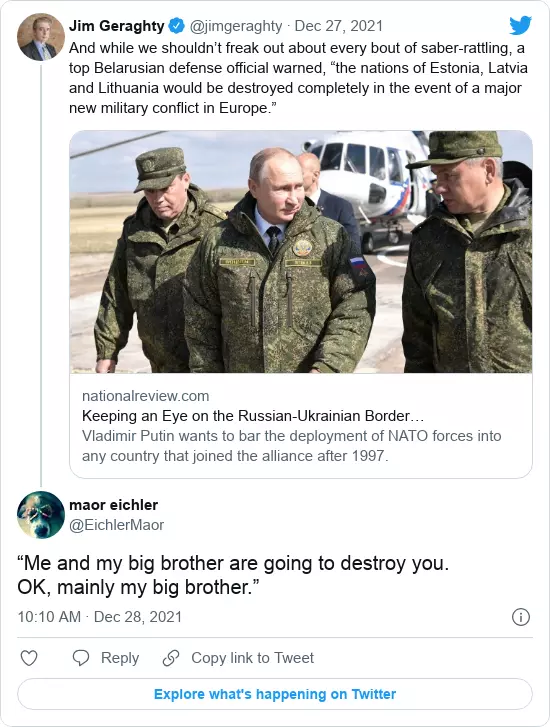 Jim Geraghty @jimgeraghty · Dec 27, 2021
And while we shouldn’t freak out about every bout of saber-rattling, a
top Belarusian defense official warned, “the nations of Estonia, Latvia
and Lithuania would be destroyed completely in the event of a major
new military conflict in Europe.”
nationalreview.com
Keeping an Eye on the Russian-Ukrainian Border…
Vladimir Putin wants to bar the deployment of NATO forces into
any country that joined the alliance after 1997.
maor eichler
@EichlerMaor
“Me and my big brother are going to destroy you.
OK, mainly my big brother.”
10:10 AM · Dec 28, 2021
Reply
Copy link to Tweet
Explore what's happening on Twitter